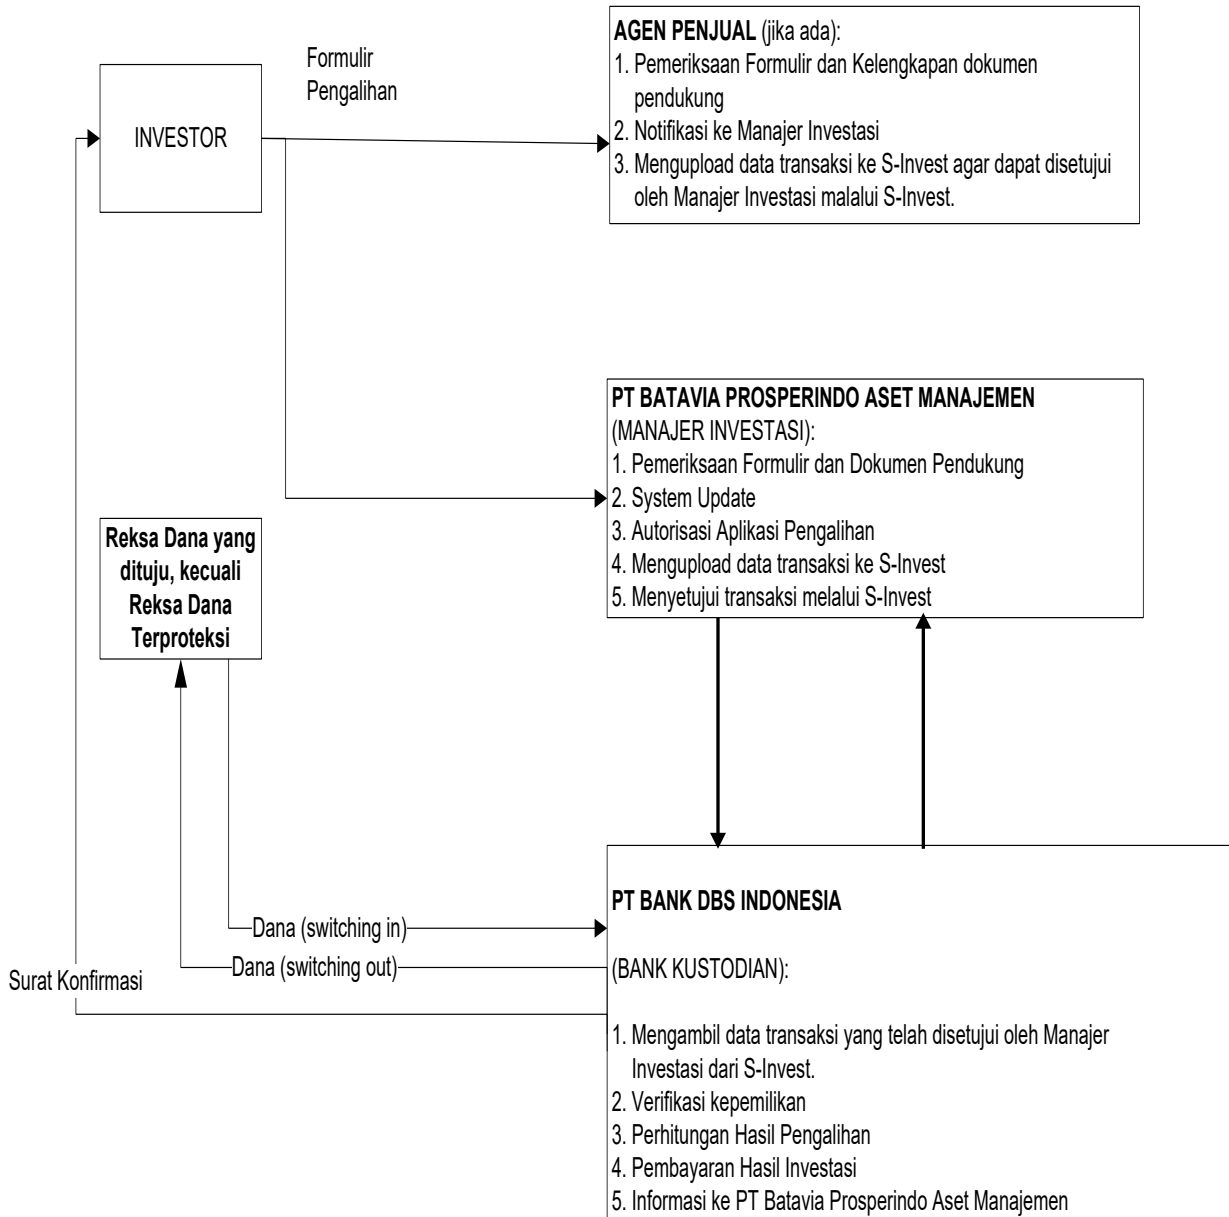 AGEN PENJUAL (jika ada):
1. Pemeriksaan Formulir dan Kelengkapan dokumen
pendukung
2. Notifikasi ke Manajer Investasi
3. Mengupload data transaksi ke S-Invest agar dapat disetujui
oleh Manajer Investasi malalui S-Invest.
Formulir
Pengalihan
INVESTOR
PT BATAVIA PROSPERINDO ASET MANAJEMEN
(MANAJER INVESTASI):
1. Pemeriksaan Formulir dan Dokumen Pendukung
2. System Update
3. Autorisasi Aplikasi Pengalihan
4. Mengupload data transaksi ke S-Invest
5. Menyetujui transaksi melalui S-Invest
Reksa Dana yang
dituju, kecuali
Reksa Dana
Terproteksi
Dana (switching in)
Dana (switching out)
Surat Konfirmasi
PT BANK DBS INDONESIA
(BANK KUSTODIAN):
1. Mengambil data transaksi yang telah disetujui oleh Manajer
Investasi dari S-Invest.
2. Verifikasi kepemilikan
3. Perhitungan Hasil Pengalihan
4. Pembayaran Hasil Investasi
5. Informasi ke PT Batavia Prosperindo Aset Manajemen